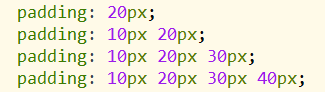 padding: 20px;
padding: 10px 20px;
padding: 10px 20px 30px;
padding: 10px 20px 30px 40px;